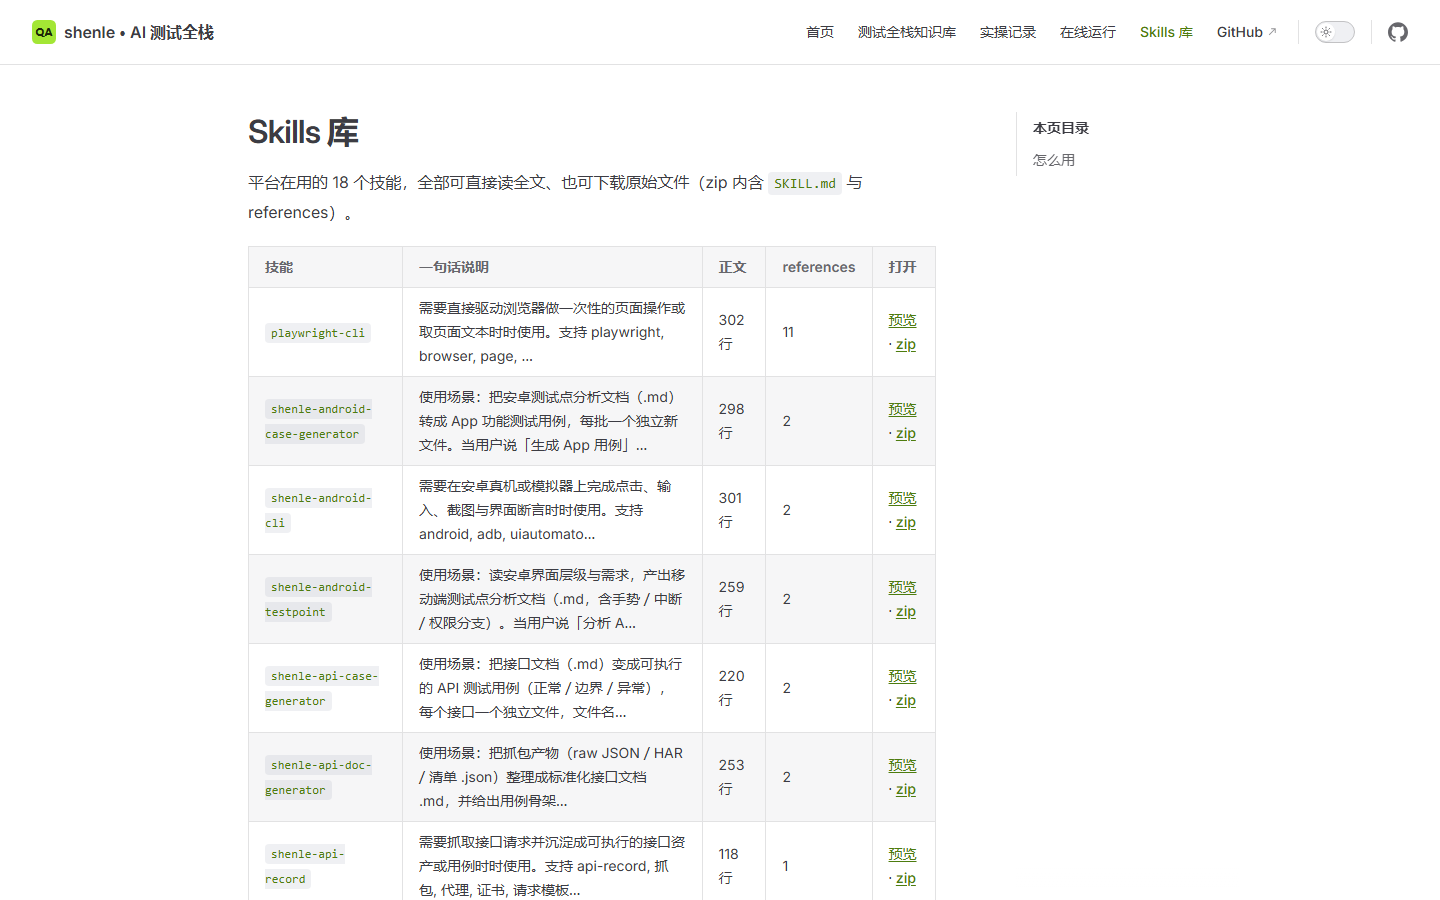 QA shenle • AI 测试全栈
首页 测试全栈知识库 实操记录 在线运行 Skills 库 GitHub ↗
Skills 库
平台在用的 18 个技能，全部可直接读全文、也可下载原始文件（zip 内含 SKILL.md 与
references）。
本页目录
怎么用
技能 一句话说明 正文 references 打开
playwright-cli
需要直接驱动浏览器做一次性的页面操作或
取页面文本时时使用。支持 playwright,
browser, page, ...
302
行
11
预览
· zip
shenle-android-
case-generator
使用场景：把安卓测试点分析文档（.md）
转成 App 功能测试用例，每批一个独立新
文件。当用户说「生成 App 用例」...
298
行
2
预览
· zip
shenle-android-
cli
需要在安卓真机或模拟器上完成点击、输
入、截图与界面断言时时使用。支持
android, adb, uiautomato...
301
行
2
预览
· zip
shenle-android-
testpoint
使用场景：读安卓界面层级与需求，产出移
动端测试点分析文档（.md，含手势 / 中断
/ 权限分支）。当用户说「分析 A...
259
行
2
预览
· zip
shenle-api-case-
generator
使用场景：把接口文档（.md）变成可执行
的 API 测试用例（正常 / 边界 / 异常），
每个接口一个独立文件，文件名...
220
行
2
预览
· zip
shenle-api-doc-
generator
使用场景：把抓包产物（raw JSON / HAR
/ 清单 .json）整理成标准化接口文档
.md，并给出用例骨架...
253
行
2
预览
· zip
shenle-api-
record
需要抓取接口请求并沉淀成可执行的接口资
产或用例时时使用。支持 api-record, 抓
包, 代理, 证书, 请求模板...
118
行
1
预览
· zip